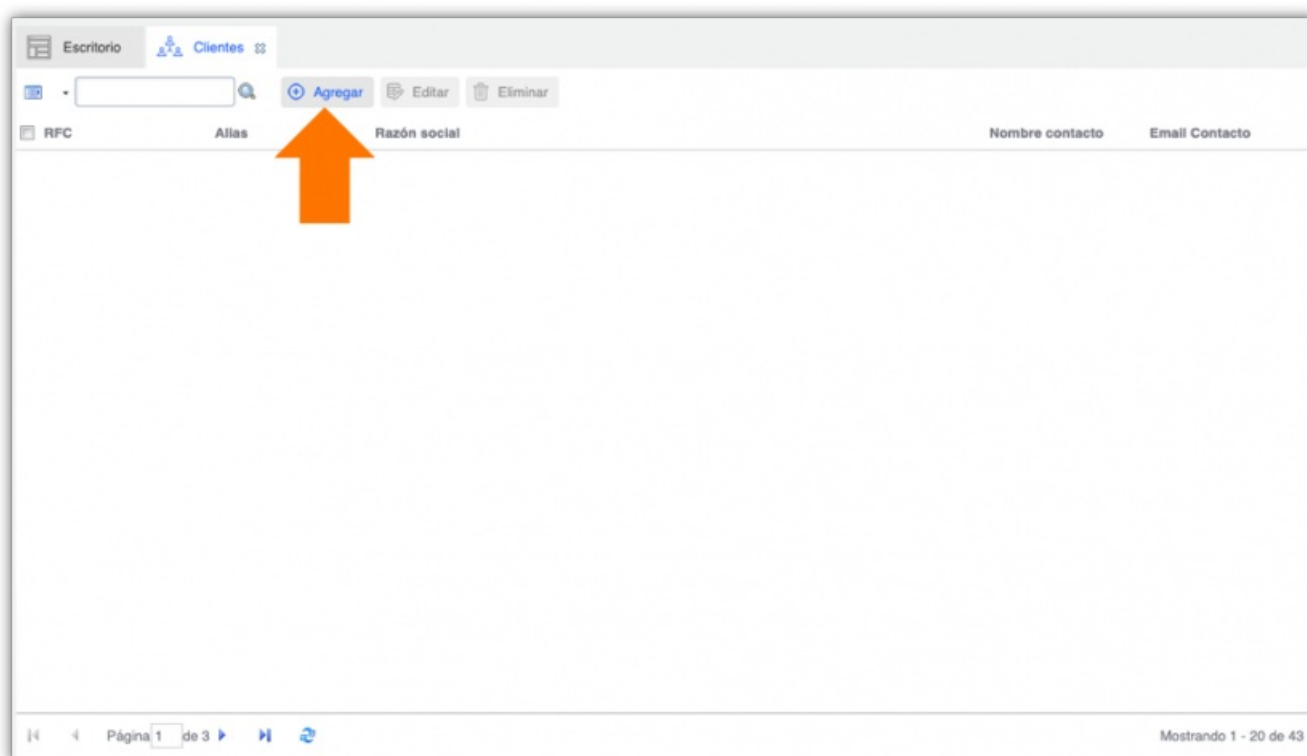 Escritorio Clientes
Agregar Editar Eliminar
RFC Alias Razón social Nombre contacto Email Contacto
Página 1 de 3 Mostrando 1 - 20 de 43